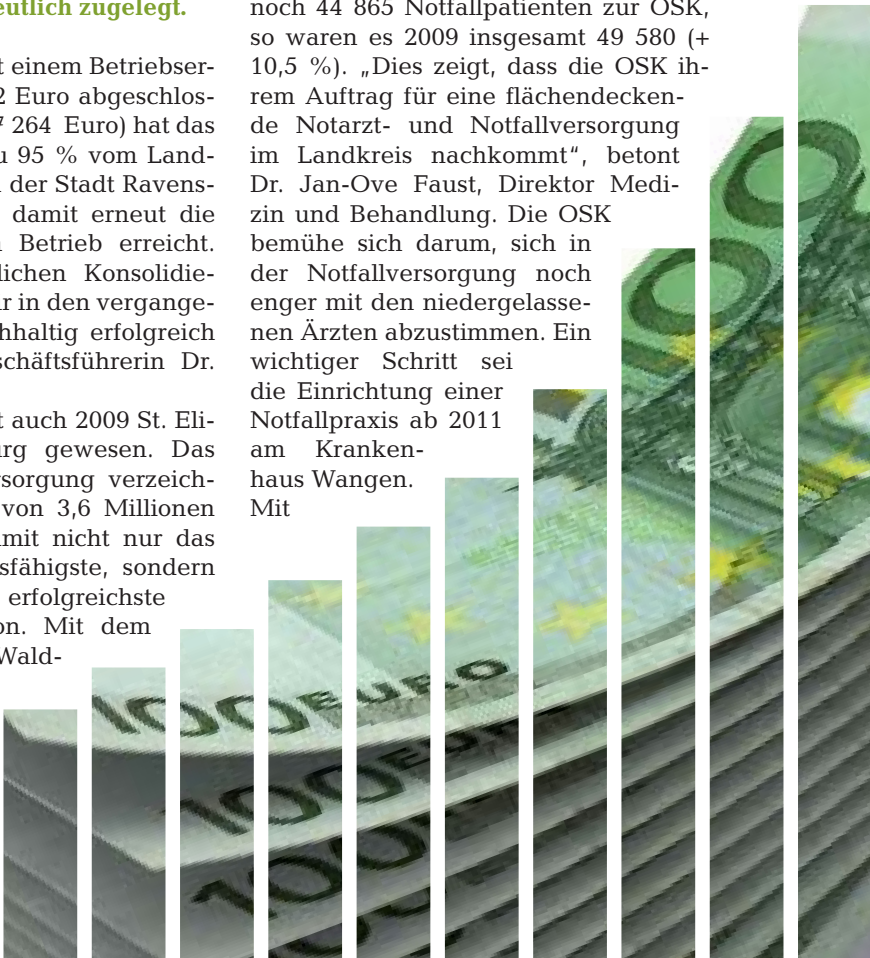 eutlich zugelegt.
t einem Betriebser-
2 Euro abgeschlos-
7 264 Euro) hat das
u 95 % vom Land-
der Stadt Ravens-
damit erneut die
Betrieb erreicht.
lichen Konsolidie-
ir in den vergange-
chhaltig erfolgreich
schäftsführerin Dr.
t auch 2009 St. Eli-
urg gewesen. Das
rsorgung verzeich-
von 3,6 Millionen
mit nicht nur das
sfähigste, sondern
erfolgreichste
on. Mit dem
Wald-
noch 44 865 Notfallpatienten zur OSK,
so waren es 2009 insgesamt 49 580 (+
10,5 %). „Dies zeigt, dass die OSK ih-
rem Auftrag für eine flächendecken-
de Notarzt- und Notfallversorgung
im Landkreis nachkommt“, betont
Dr. Jan-Ove Faust, Direktor Medi-
zin und Behandlung. Die OSK
bemühe sich darum, sich in
der Notfallversorgung noch
enger mit den niedergelasse-
nen Ärzten abzustimmen. Ein
wichtiger Schritt sei
die Einrichtung einer
Notfallpraxis ab 2011
am Kranken-
haus Wangen.
Mit
100
100 EURO
100 EURO
100